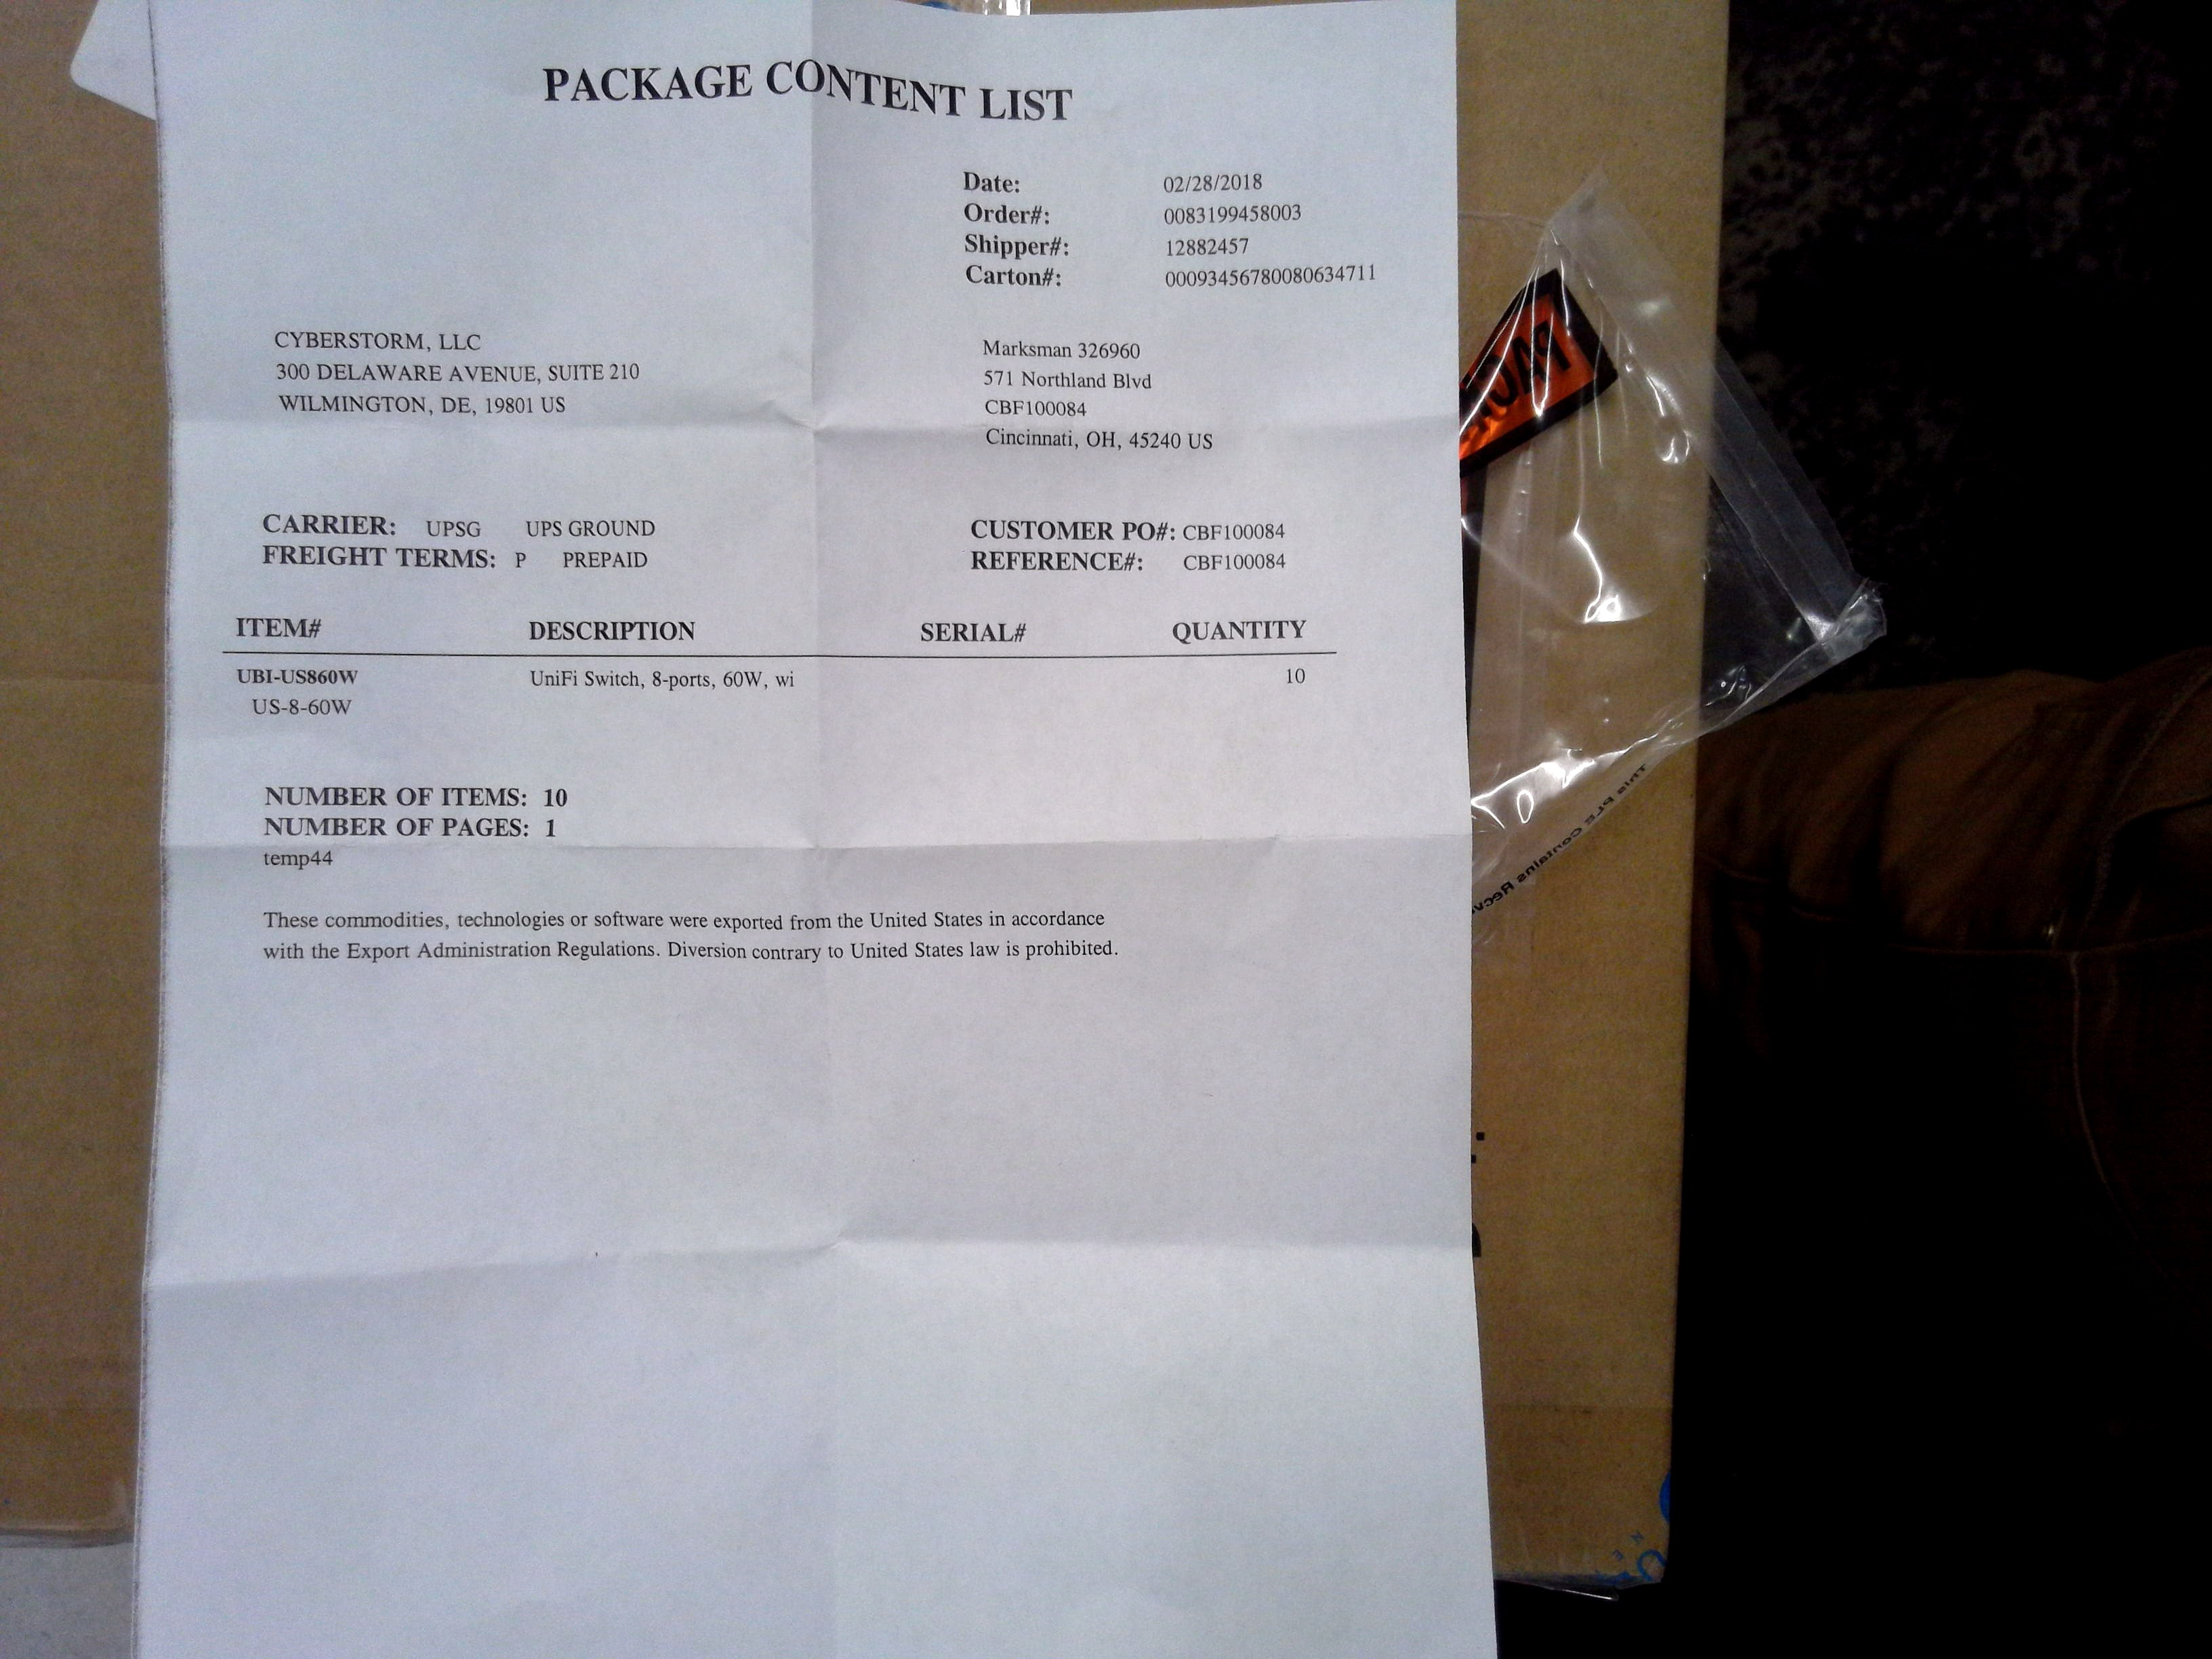 PACKAGE CONTENT LIST
Date: 02/28/2018
Order#: 0083199458003
Shipper#: 12882457
Carton#: 00093456780080634711
CYBERSTORM, LLC
300 DELAWARE AVENUE, SUITE 210
WILMINGTON, DE, 19801 US
Marksman 326960
571 Northland Blvd
CBF100084
Cincinnati, OH, 45240 US
CARRIER: UPSG UPS GROUND
FREIGHT TERMS: P PREPAID
CUSTOMER PO#: CBF100084
REFERENCE#: CBF100084
ITEM# DESCRIPTION SERIAL# QUANTITY
UBI-US860W UniFi Switch, 8-ports, 60W, wi 10
US-8-60W
NUMBER OF ITEMS: 10
NUMBER OF PAGES: 1
temp44
These commodities, technologies or software were exported from the United States in accordance
with the Export Administration Regulations. Diversion contrary to United States law is prohibited.
This PLE Contains